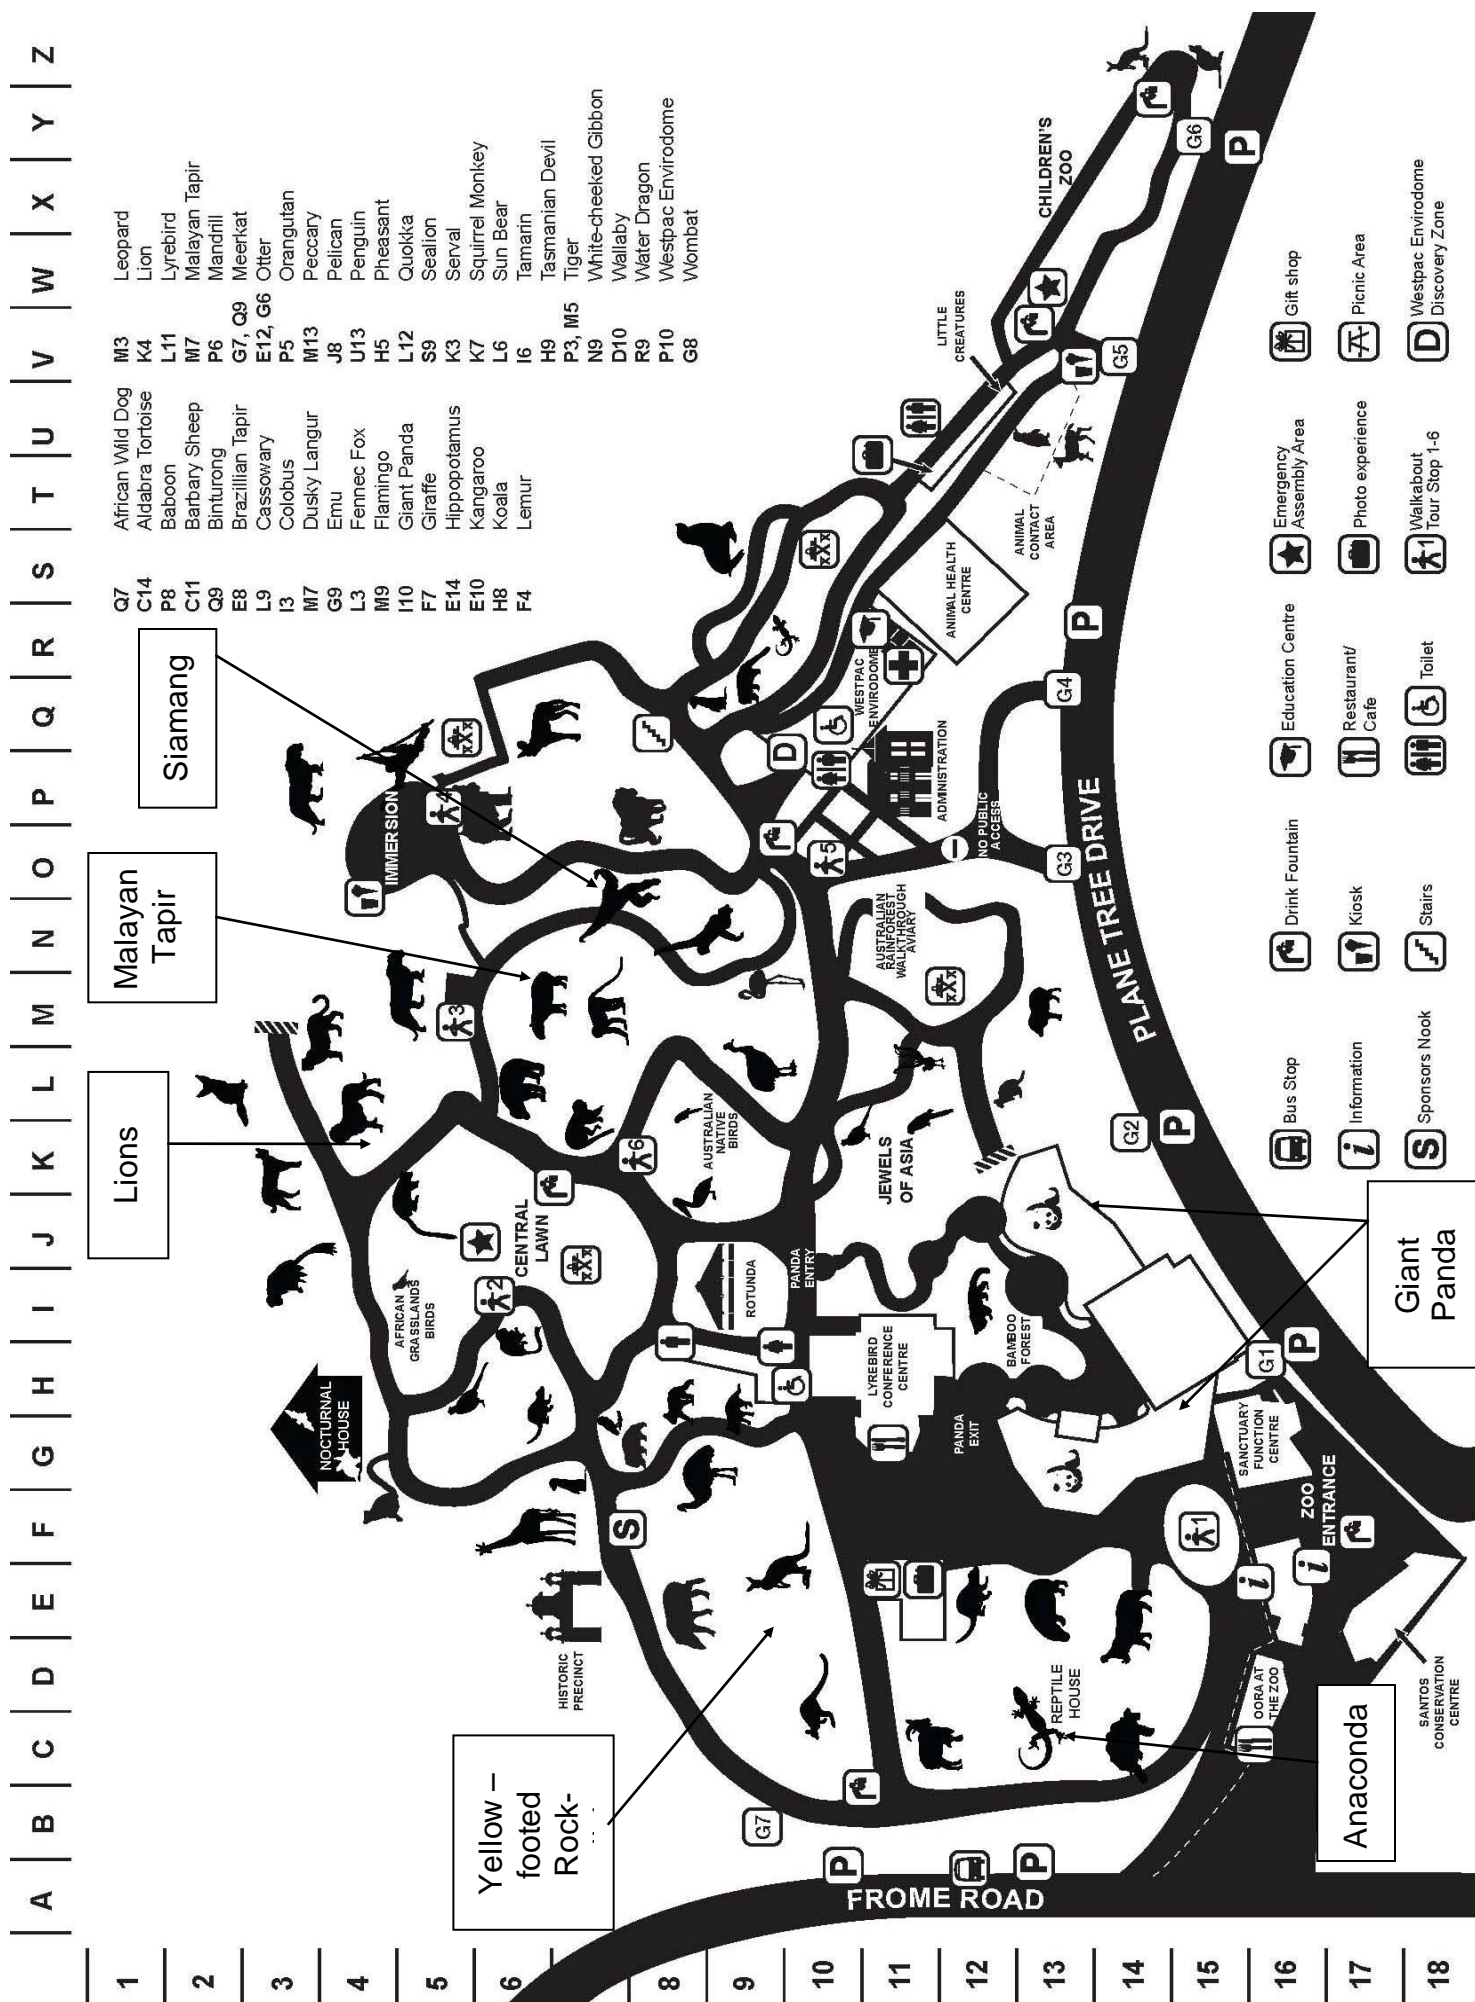 A | B | C | D | E | F | G | H | I | J | K | L | M | N | O | P | Q | R | S | T | U | V | W | X | Y | Z
1
2
3
4
5
6
8
9
10
11
12
13
14
15
16
17
18
Q7 African Wild Dog
C14 Aldabra Tortoise
P8 Baboon
C11 Barbary Sheep
Q9 Binturong
E8 Brazillian Tapir
L9 Cassowary
I3 Colobus
M7 Dusky Langur
G9 Emu
L3 Fennec Fox
M9 Flamingo
I10 Giant Panda
F7 Giraffe
E14 Hippopotamus
E10 Kangaroo
H8 Koala
F4 Lemur
M3 Leopard
K4 Lion
L11 Lyrebird
M7 Malayan Tapir
P6 Mandrill
G7, Q9 Meerkat
E12, G6 Otter
P5 Orangutan
M13 Peccary
J8 Pelican
U13 Penguin
H5 Pheasant
L12 Quokka
S9 Sealion
K3 Serval
K7 Squirrel Monkey
L6 Sun Bear
I6 Tamarin
H9 Tasmanian Devil
P3, M5 Tiger
N9 White-cheeked Gibbon
D10 Wallaby
R9 Water Dragon
P10 Westpac Envirodome
G8 Wombat
Lions
Malayan
Tapir
Siamang
Yellow –
footed
Rock-
Anaconda
Giant
Panda
NOCTURNAL
HOUSE
AFRICAN
GRASSLANDS
BIRDS
2
CENTRAL
LAWN
3
IMMERSION
4
HISTORIC
PRECINCT
S
6
AUSTRALIAN
NATIVE
BIRDS
ROTUNDA
PANDA
ENTRY
JEWELS
OF ASIA
LYREBIRD
CONFERENCE
CENTRE
PANDA
EXIT
BAMBOO
FOREST
AUSTRALIAN
RAINFOREST
WALKTHROUGH
AVIARY
5
D
WESTPAC
ENVIRODOME
ADMINISTRATION
NO PUBLIC
ACCESS
ANIMAL HEALTH
CENTRE
ANIMAL
CONTACT
AREA
LITTLE
CREATURES
CHILDREN'S
ZOO
REPTILE
HOUSE
1
OORA AT
THE ZOO
SANCTUARY
FUNCTION
CENTRE
ZOO
ENTRANCE
i
i
SANTOS
CONSERVATION
CENTRE
G1
G2
G3
G4
G5
G6
G7
P
P
P
P
P
P
FROME ROAD
PLANE TREE DRIVE
Bus Stop
i Information
S Sponsors Nook
Drink Fountain
Kiosk
Stairs
Education Centre
Restaurant/
Cafe
Toilet
Emergency
Assembly Area
Photo experience
1 Walkabout
Tour Stop 1-6
Gift shop
Picnic Area
D Westpac Envirodome
Discovery Zone